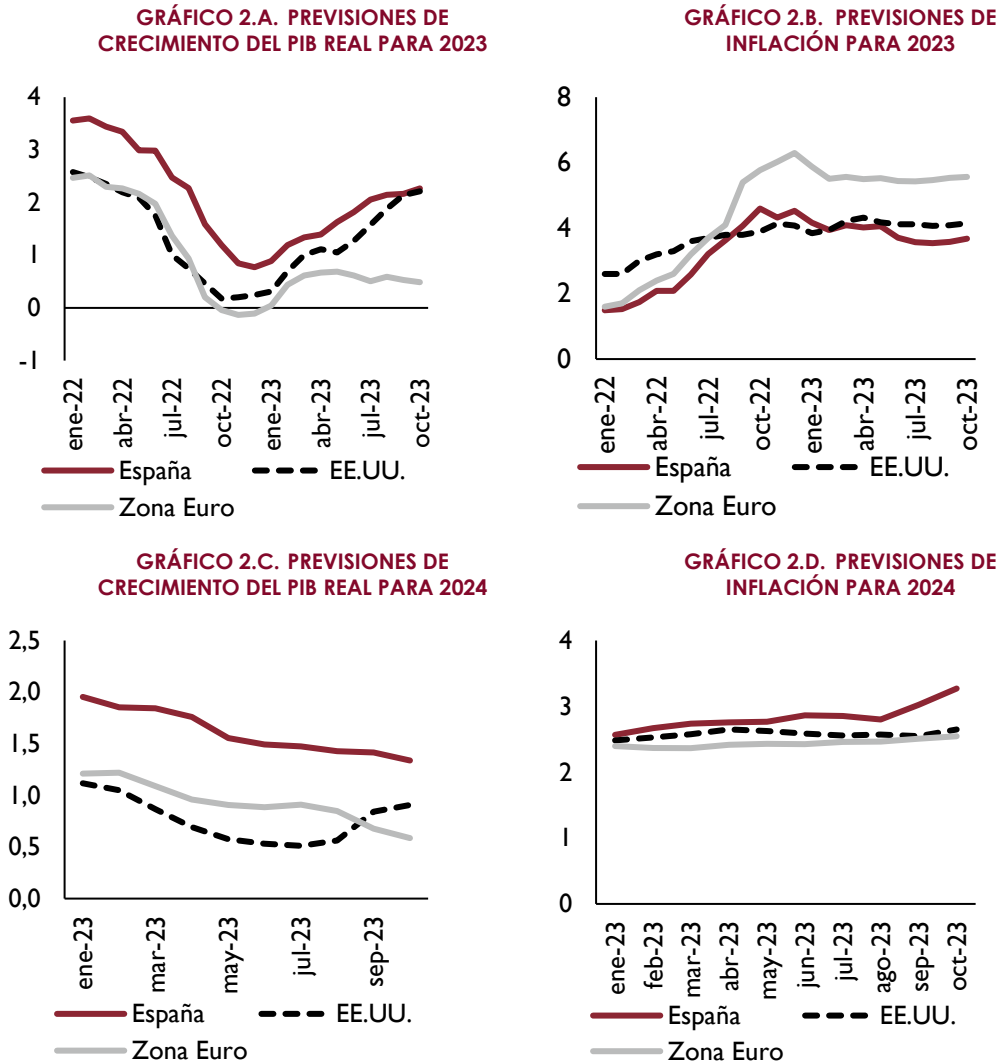 GRÁFICO 2.A. PREVISIONES DE
CRECIMIENTO DEL PIB REAL PARA 2023
4
3
2
1
0
-1
ene-22
abr-22
jul-22
oct-22
ene-23
abr-23
jul-23
oct-23
España
EE.UU.
Zona Euro
GRÁFICO 2.B. PREVISIONES DE
INFLACIÓN PARA 2023
8
6
4
2
0
ene-22
abr-22
jul-22
oct-22
ene-23
abr-23
jul-23
oct-23
España
EE.UU.
Zona Euro
GRÁFICO 2.C. PREVISIONES DE
CRECIMIENTO DEL PIB REAL PARA 2024
2,5
2,0
1,5
1,0
0,5
0,0
ene-23
mar-23
may-23
jul-23
sep-23
España
EE.UU.
Zona Euro
GRÁFICO 2.D. PREVISIONES DE
INFLACIÓN PARA 2024
4
3
2
1
0
ene-23
feb-23
mar-23
abr-23
may-23
jun-23
jul-23
ago-23
sep-23
oct-23
España
EE.UU.
Zona Euro